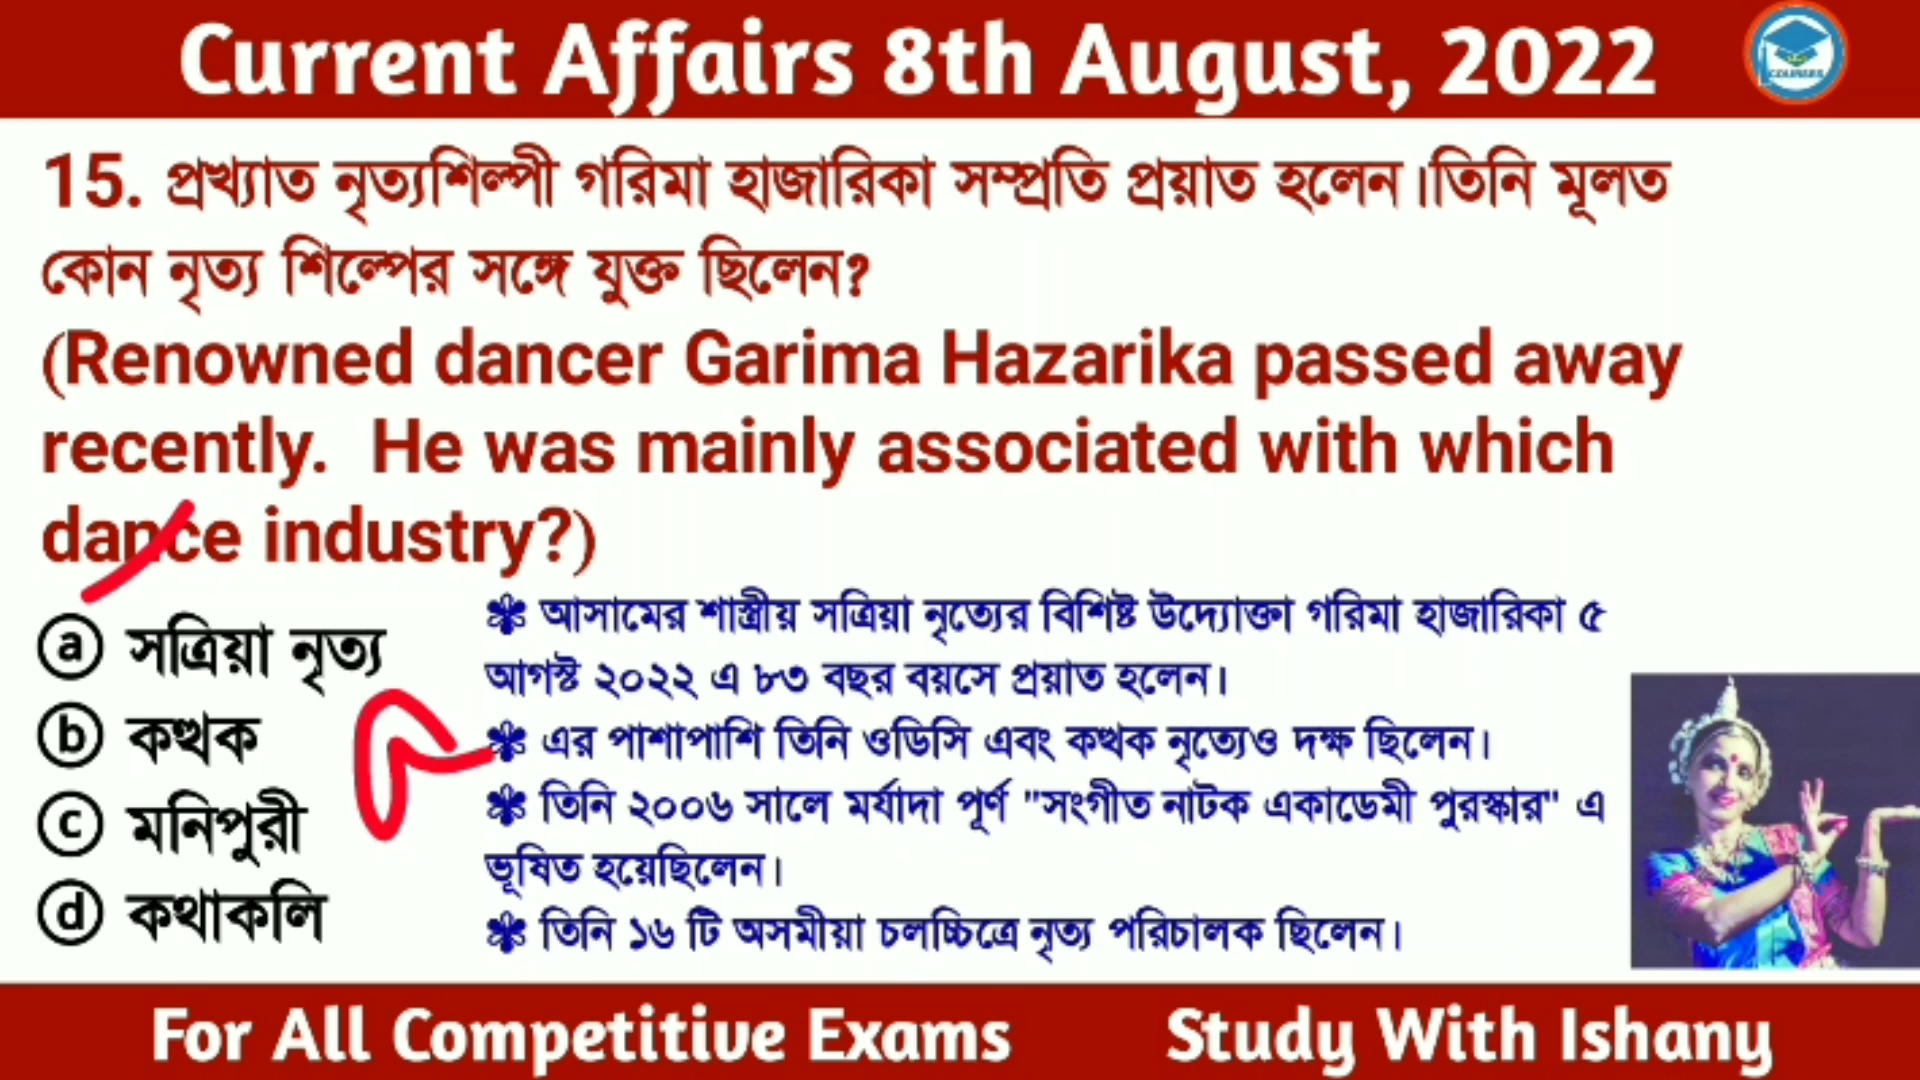 Current Affairs 8th August, 2022
15. প্রখ্যাত নৃত্যশিল্পী গরিমা হাজারিকা সম্প্রতি প্রয়াত হলেন।তিনি মূলত
কোন নৃত্য শিল্পের সঙ্গে যুক্ত ছিলেন?
(Renowned dancer Garima Hazarika passed away
recently. He was mainly associated with which
dance industry?)
ⓐ সত্রিয়া নৃত্য
ⓑ কত্থক
ⓒ মনিপুরী
ⓓ কথাকলি
✽ আসামের শাস্ত্রীয় সত্রিয়া নৃত্যের বিশিষ্ট উদ্যোক্তা গরিমা হাজারিকা ৫
আগস্ট ২০২২ এ ৮৩ বছর বয়সে প্রয়াত হলেন।
✽ এর পাশাপাশি তিনি ওডিসি এবং কত্থক নৃত্যেও দক্ষ ছিলেন।
✽ তিনি ২০০৬ সালে মর্যাদা পূর্ণ "সংগীত নাটক একাডেমী পুরস্কার" এ
ভূষিত হয়েছিলেন।
✽ তিনি ১৬ টি অসমীয়া চলচ্চিত্রে নৃত্য পরিচালক ছিলেন।
For All Competitive Exams Study With Ishany